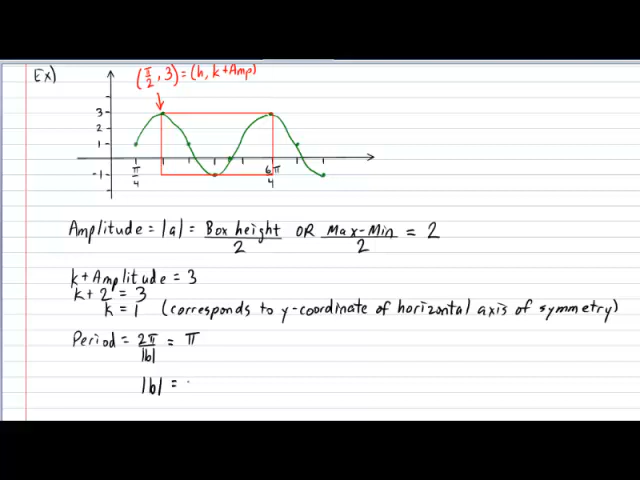 Ex) (π/2, 3) = (h, k+Amp)
3
2
1
-1
π/4 6π/4
Amplitude = |a| = Box height/2 OR Max-Min/2 = 2
k + Amplitude = 3
k + 2 = 3
k = 1 (corresponds to y-coordinate of horizontal axis of symmetry)
Period = 2π/|b| = π
|b| =